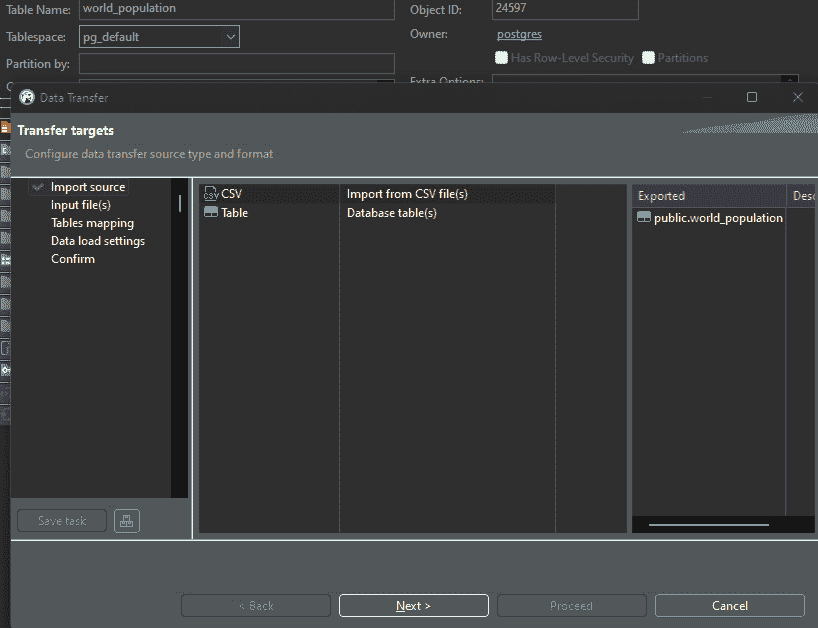 Table Name: world_population Object ID: 24597
Tablespace: pg_default Owner: postgres
Has Row-Level Security Partitions
Partition by:
Extra Options:
Data Transfer
Transfer targets
Configure data transfer source type and format
Import source
Input file(s)
Tables mapping
Data load settings
Confirm
CSV Import from CSV file(s)
Table Database table(s)
Exported
public.world_population
Save task
< Back Next > Proceed Cancel